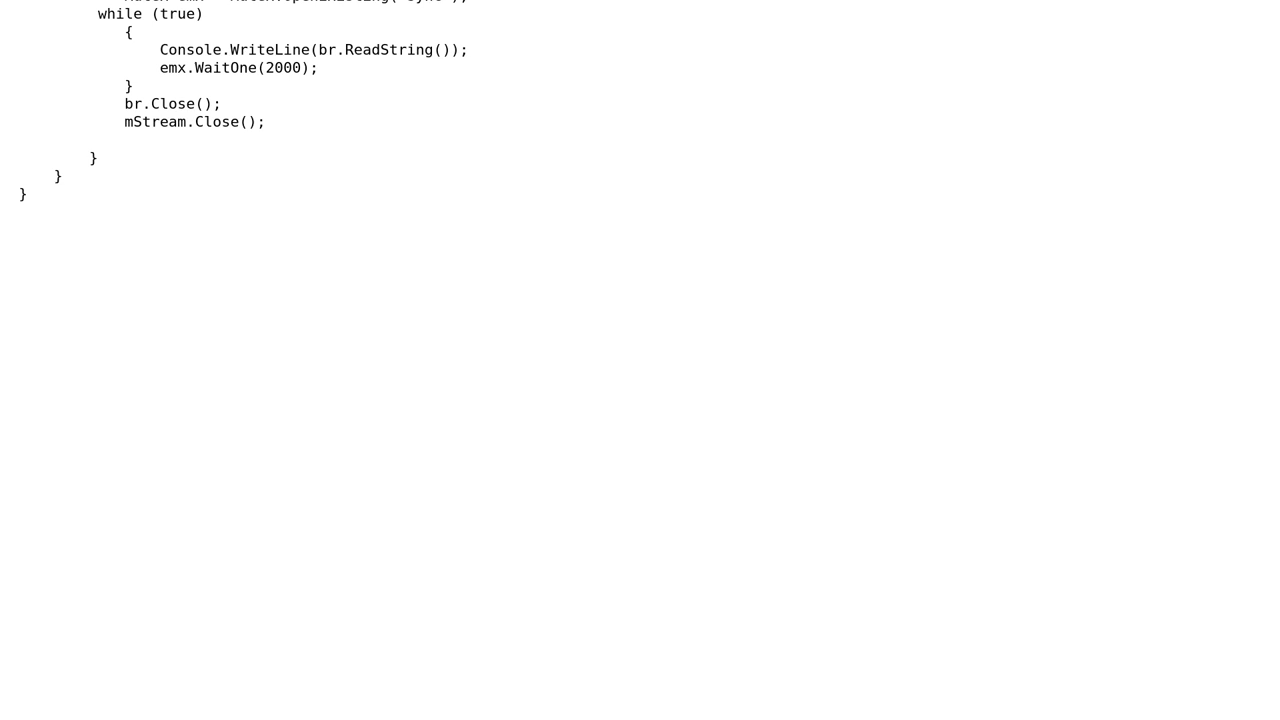 while (true)
{
Console.WriteLine(br.ReadString());
emx.WaitOne(2000);
}
br.Close();
mStream.Close();
}
}
}